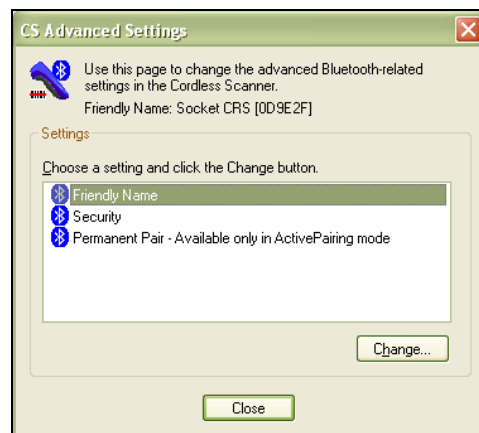 CS Advanced Settings
Use this page to change the advanced Bluetooth-related
settings in the Cordless Scanner.
Friendly Name: Socket CRS [0D9E2F]
Settings
Choose a setting and click the Change button.
Friendly Name
Security
Permanent Pair - Available only in ActivePairing mode
Change...
Close